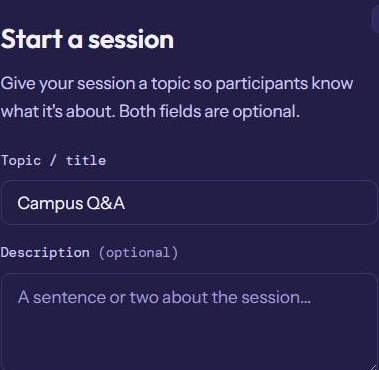 Start a session
Give your session a topic so participants know
what it's about. Both fields are optional.
Topic / title
Campus Q&A
Description (optional)
A sentence or two about the session...